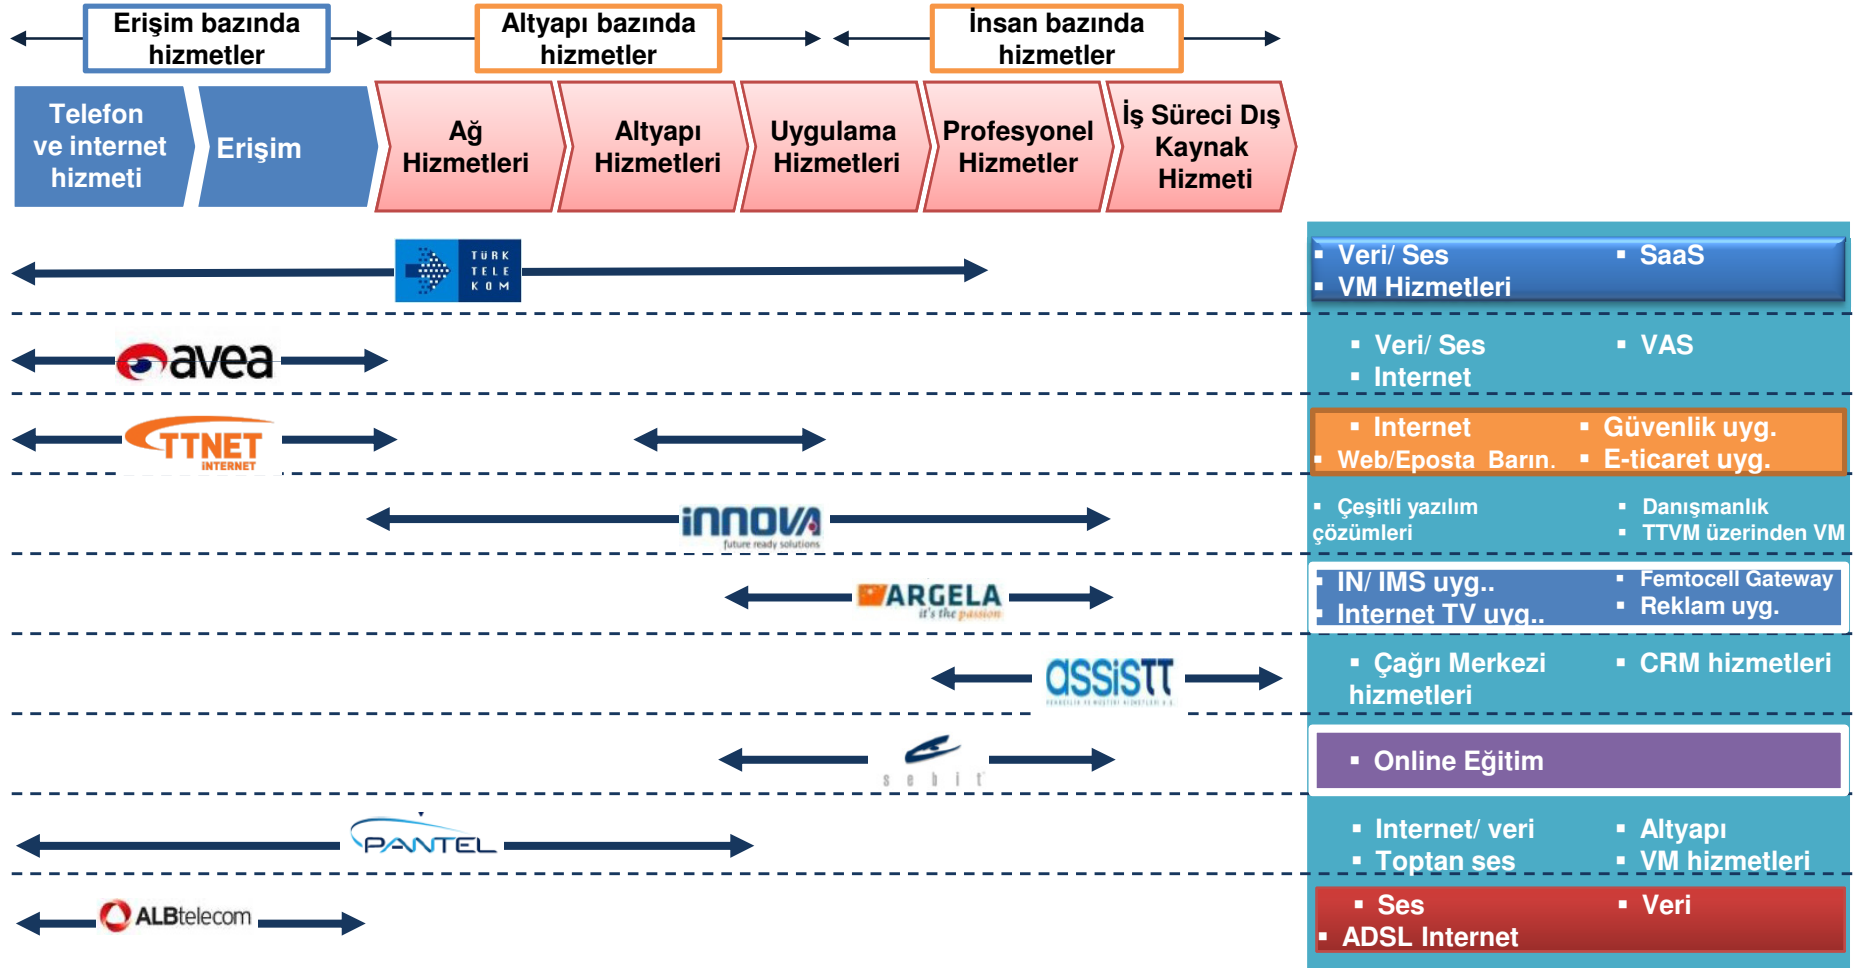 Erişim bazında
hizmetler
Altyapı bazında
hizmetler
İnsan bazında
hizmetler
Telefon
ve internet
hizmeti
Erişim
Ağ
Hizmetleri
Altyapı
Hizmetleri
Uygulama
Hizmetleri
Profesyonel
Hizmetler
İş Süreci Dış
Kaynak
Hizmeti
TÜRK
TELE
KOM
▪ Veri/ Ses
▪ SaaS
▪ VM Hizmetleri
avea
▪ Veri/ Ses
▪ VAS
▪ Internet
TTNET
INTERNET
▪ Internet
▪ Güvenlik uyg.
▪ Web/Eposta Barın.
▪ E-ticaret uyg.
innova
future ready solutions
▪ Çeşitli yazılım
çözümleri
▪ Danışmanlık
▪ TTVM üzerinden VM
ARGELA
it's the passion
▪ IN/ IMS uyg..
▪ Femtocell Gateway
▪ Internet TV uyg..
▪ Reklam uyg.
assisTT
▪ Çağrı Merkezi
hizmetleri
▪ CRM hizmetleri
sebit
▪ Online Eğitim
PANTEL
▪ Internet/ veri
▪ Altyapı
▪ Toptan ses
▪ VM hizmetleri
ALBtelecom
▪ Ses
▪ Veri
▪ ADSL Internet